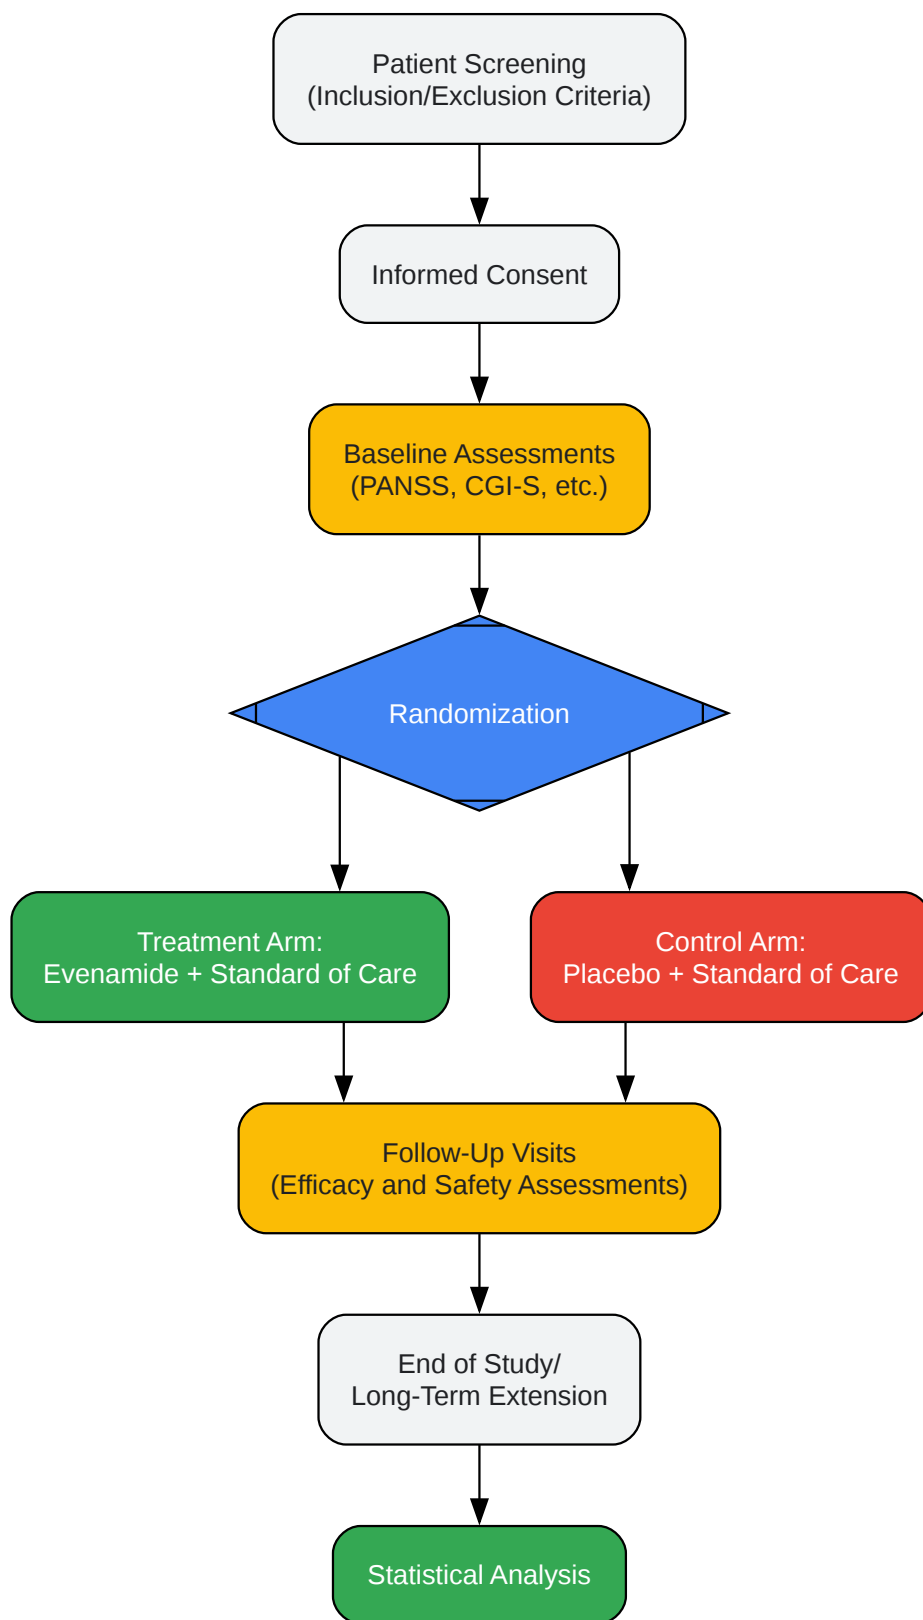 Patient Screening
(Inclusion/Exclusion Criteria)
Informed Consent
Baseline Assessments
(PANSS, CGI-S, etc.)
Randomization
Treatment Arm:
Evenamide + Standard of Care
Control Arm:
Placebo + Standard of Care
Follow-Up Visits
(Efficacy and Safety Assessments)
End of Study/
Long-Term Extension
Statistical Analysis